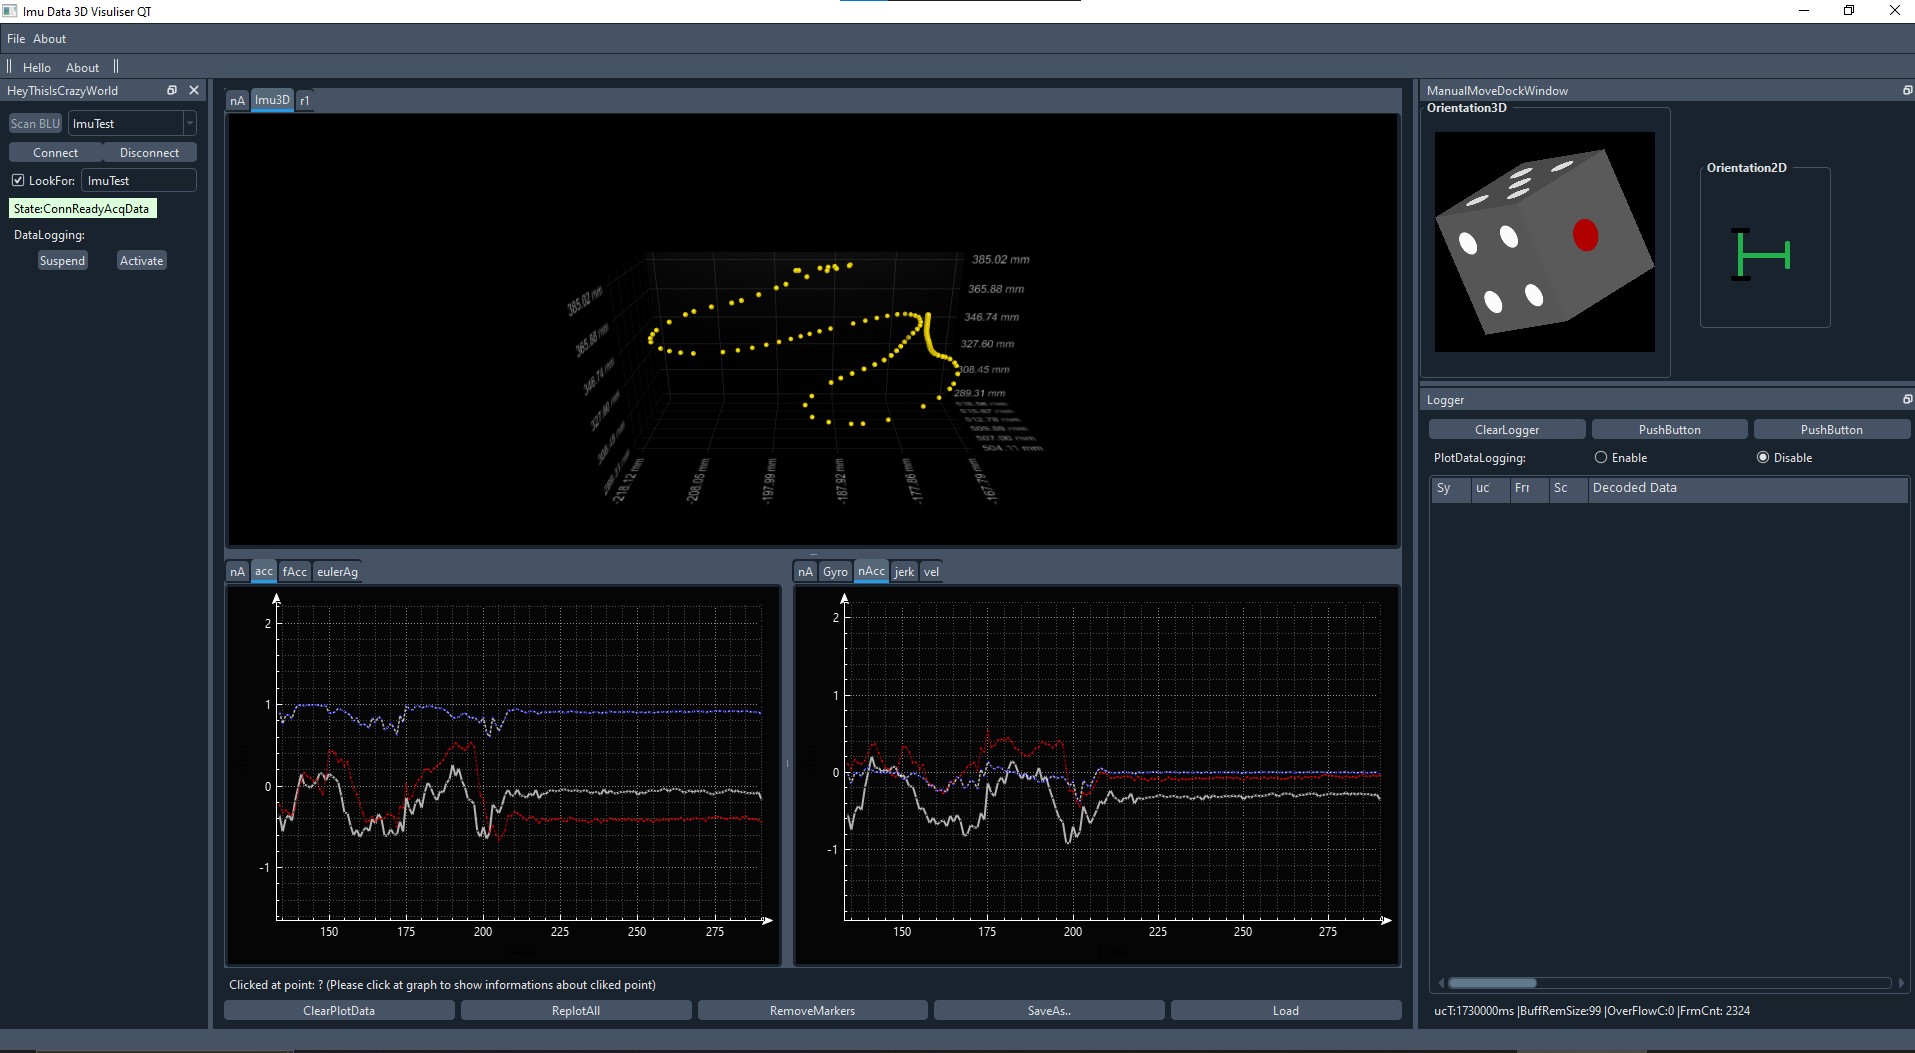 Imu Data 3D Visuliser QT
File About
Hello About
HeyThisIsCrazyWorld
Scan BLU ImuTest
Connect Disconnect
LookFor: ImuTest
State:ConnReadyAcqData
DataLogging:
Suspend Activate
nA Imu3D r1
385.02 mm
365.88 mm
346.74 mm
327.60 mm
308.45 mm
289.31 mm
504.11 mm
385.02 mm
365.88 mm
346.74 mm
327.60 mm
-218.12 mm
-208.05 mm
-197.99 mm
-187.92 mm
-177.86 mm
-167.79 mm
nA acc fAcc eulerAg
2
1
0
-1
150 175 200 225 250 275
nA Gyro nAcc jerk vel
2
1
0
-1
150 175 200 225 250 275
Clicked at point: ? (Please click at graph to show informations about cliked point)
ClearPlotData ReplotAll RemoveMarkers SaveAs.. Load
ManualMoveDockWindow
Orientation3D
Orientation2D
Logger
ClearLogger PushButton PushButton
PlotDataLogging: Enable Disable
Sy uc Fri Sc Decoded Data
ucT:1730000ms |BuffRemSize:99 |OverFlowC:0 |FrmCnt: 2324